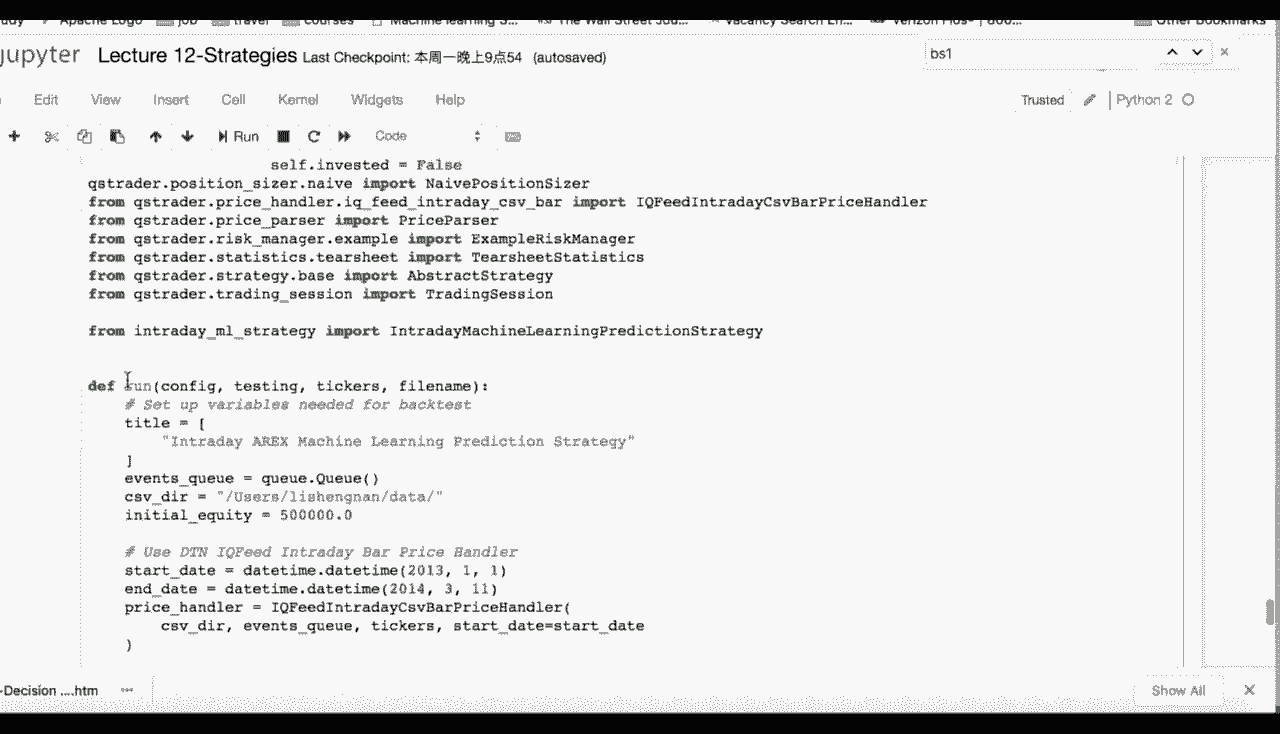 Apache Logo job travel courses Machine learning S... The Wall Street Jou... Vacancy Search En... Verizon Fios- | 800... Other Bookmarks
jupyter Lecture 12-Strategies Last Checkpoint: 本周一晚上9点54 (autosaved)
bs1
Edit View Insert Cell Kernel Widgets Help
Trusted Python 2
Run Code
self.invested = False
qstrader.position_sizer.naive import NaivePositionSizer
from qstrader.price_handler.iq_feed_intraday_csv_bar import IQFeedIntradayCsvBarPriceHandler
from qstrader.price_parser import PriceParser
from qstrader.risk_manager.example import ExampleRiskManager
from qstrader.statistics.tearsheet import TearsheetStatistics
from qstrader.strategy.base import AbstractStrategy
from qstrader.trading_session import TradingSession
from intraday_ml_strategy import IntradayMachineLearningPredictionStrategy
def run(config, testing, tickers, filename):
# Set up variables needed for backtest
title = [
"Intraday AREX Machine Learning Prediction Strategy"
]
events_queue = queue.Queue()
csv_dir = "/Users/lishengnan/data/"
initial_equity = 500000.0
# Use DTN IQFeed Intraday Bar Price Handler
start_date = datetime.datetime(2013, 1, 1)
end_date = datetime.datetime(2014, 3, 11)
price_handler = IQFeedIntradayCsvBarPriceHandler(
csv_dir, events_queue, tickers, start_date=start_date
)
-Decision ....htm
Show All